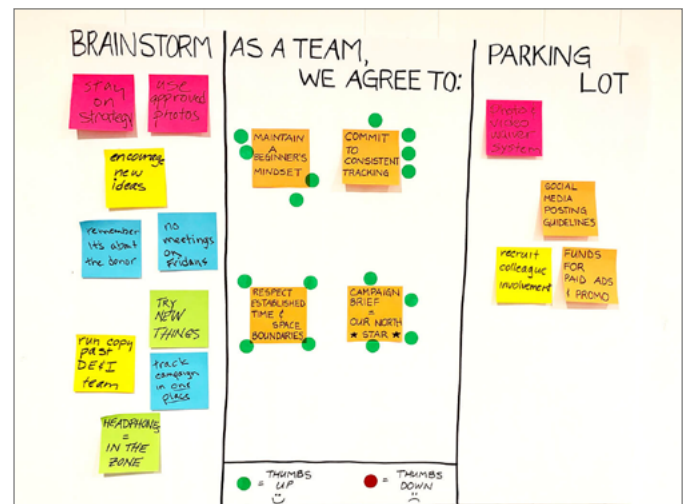 BRAINSTORM
stay
on
strategy
use
approved
photos
encourage
new
ideas
remember
it's about
the donor
no
meetings
on
Fridays
TRY
NEW
THINGS
run copy
past
DE&I
team
track
campaign
in one
place
HEADPHONES
=
IN THE
ZONE
AS A TEAM,
WE AGREE TO:
MAINTAIN
A
BEGINNER'S
MINDSET
COMMIT
TO
CONSISTENT
TRACKING
RESPECT
ESTABLISHED
TIME &
SPACE
BOUNDARIES
CAMPAIGN
BRIEF
=
OUR NORTH
★ STAR ★
= THUMBS
UP
= THUMBS
DOWN
PARKING
LOT
video
system
SOCIAL
MEDIA
POSTING
GUIDELINES
recruit
colleague
involvement
FUNDS
FOR
PAID ADS
& PROMO